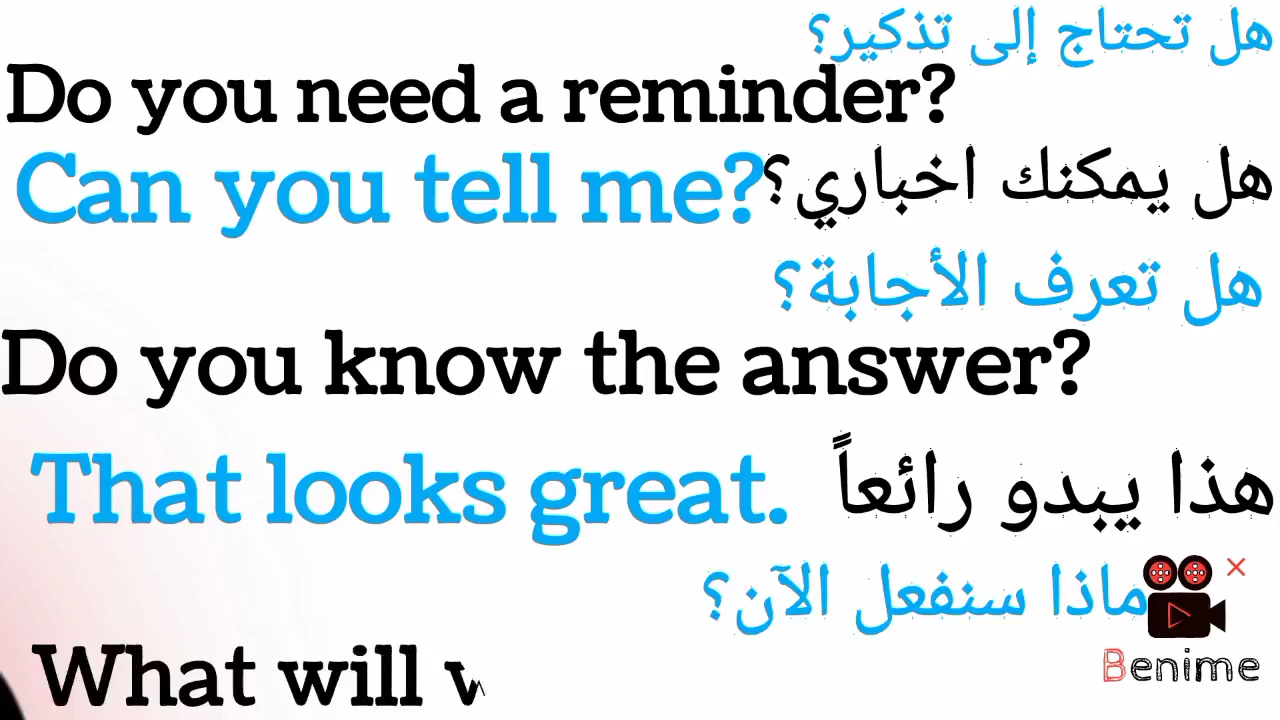 هل تحتاج إلى تذكير؟
Do you need a reminder?
Can you tell me?
هل يمكنك اخباري؟
هل تعرف الأجابة؟
Do you know the answer?
That looks great.
هذا يبدو رائعاً
ماذا سنفعل الآن؟
What will
Benime